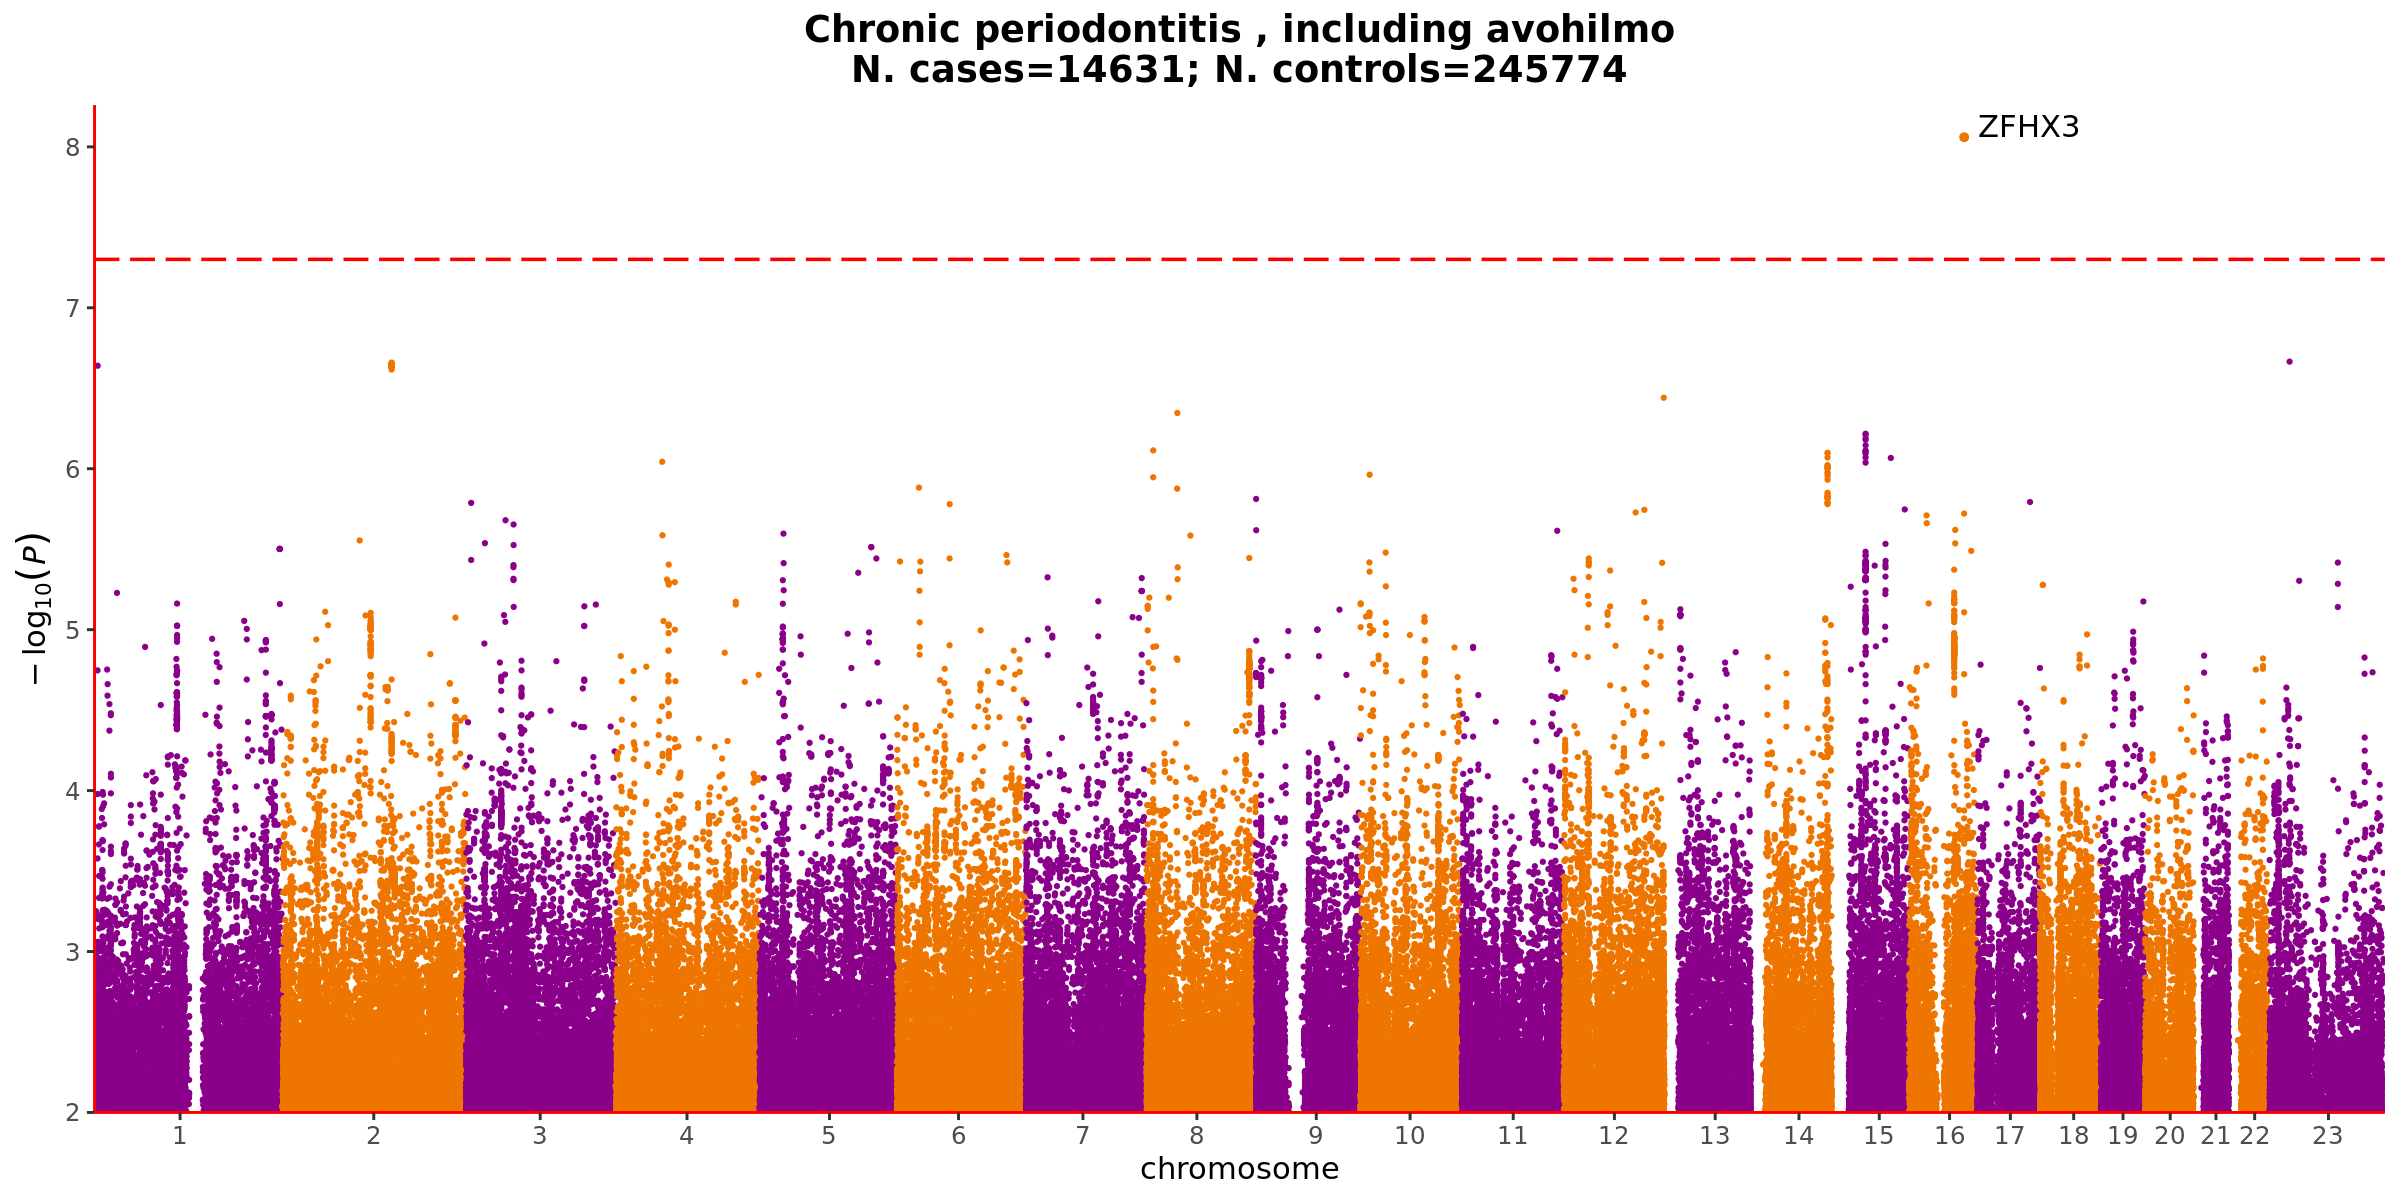 Chronic periodontitis , including avohilmo
N. cases=14631; N. controls=245774
ZFHX3
8
7
6
5
4
3
2
− log₁₀(P)
1 2 3 4 5 6 7 8 9 10 11 12 13 14 15 16 17 18 19 20 21 22 23
chromosome